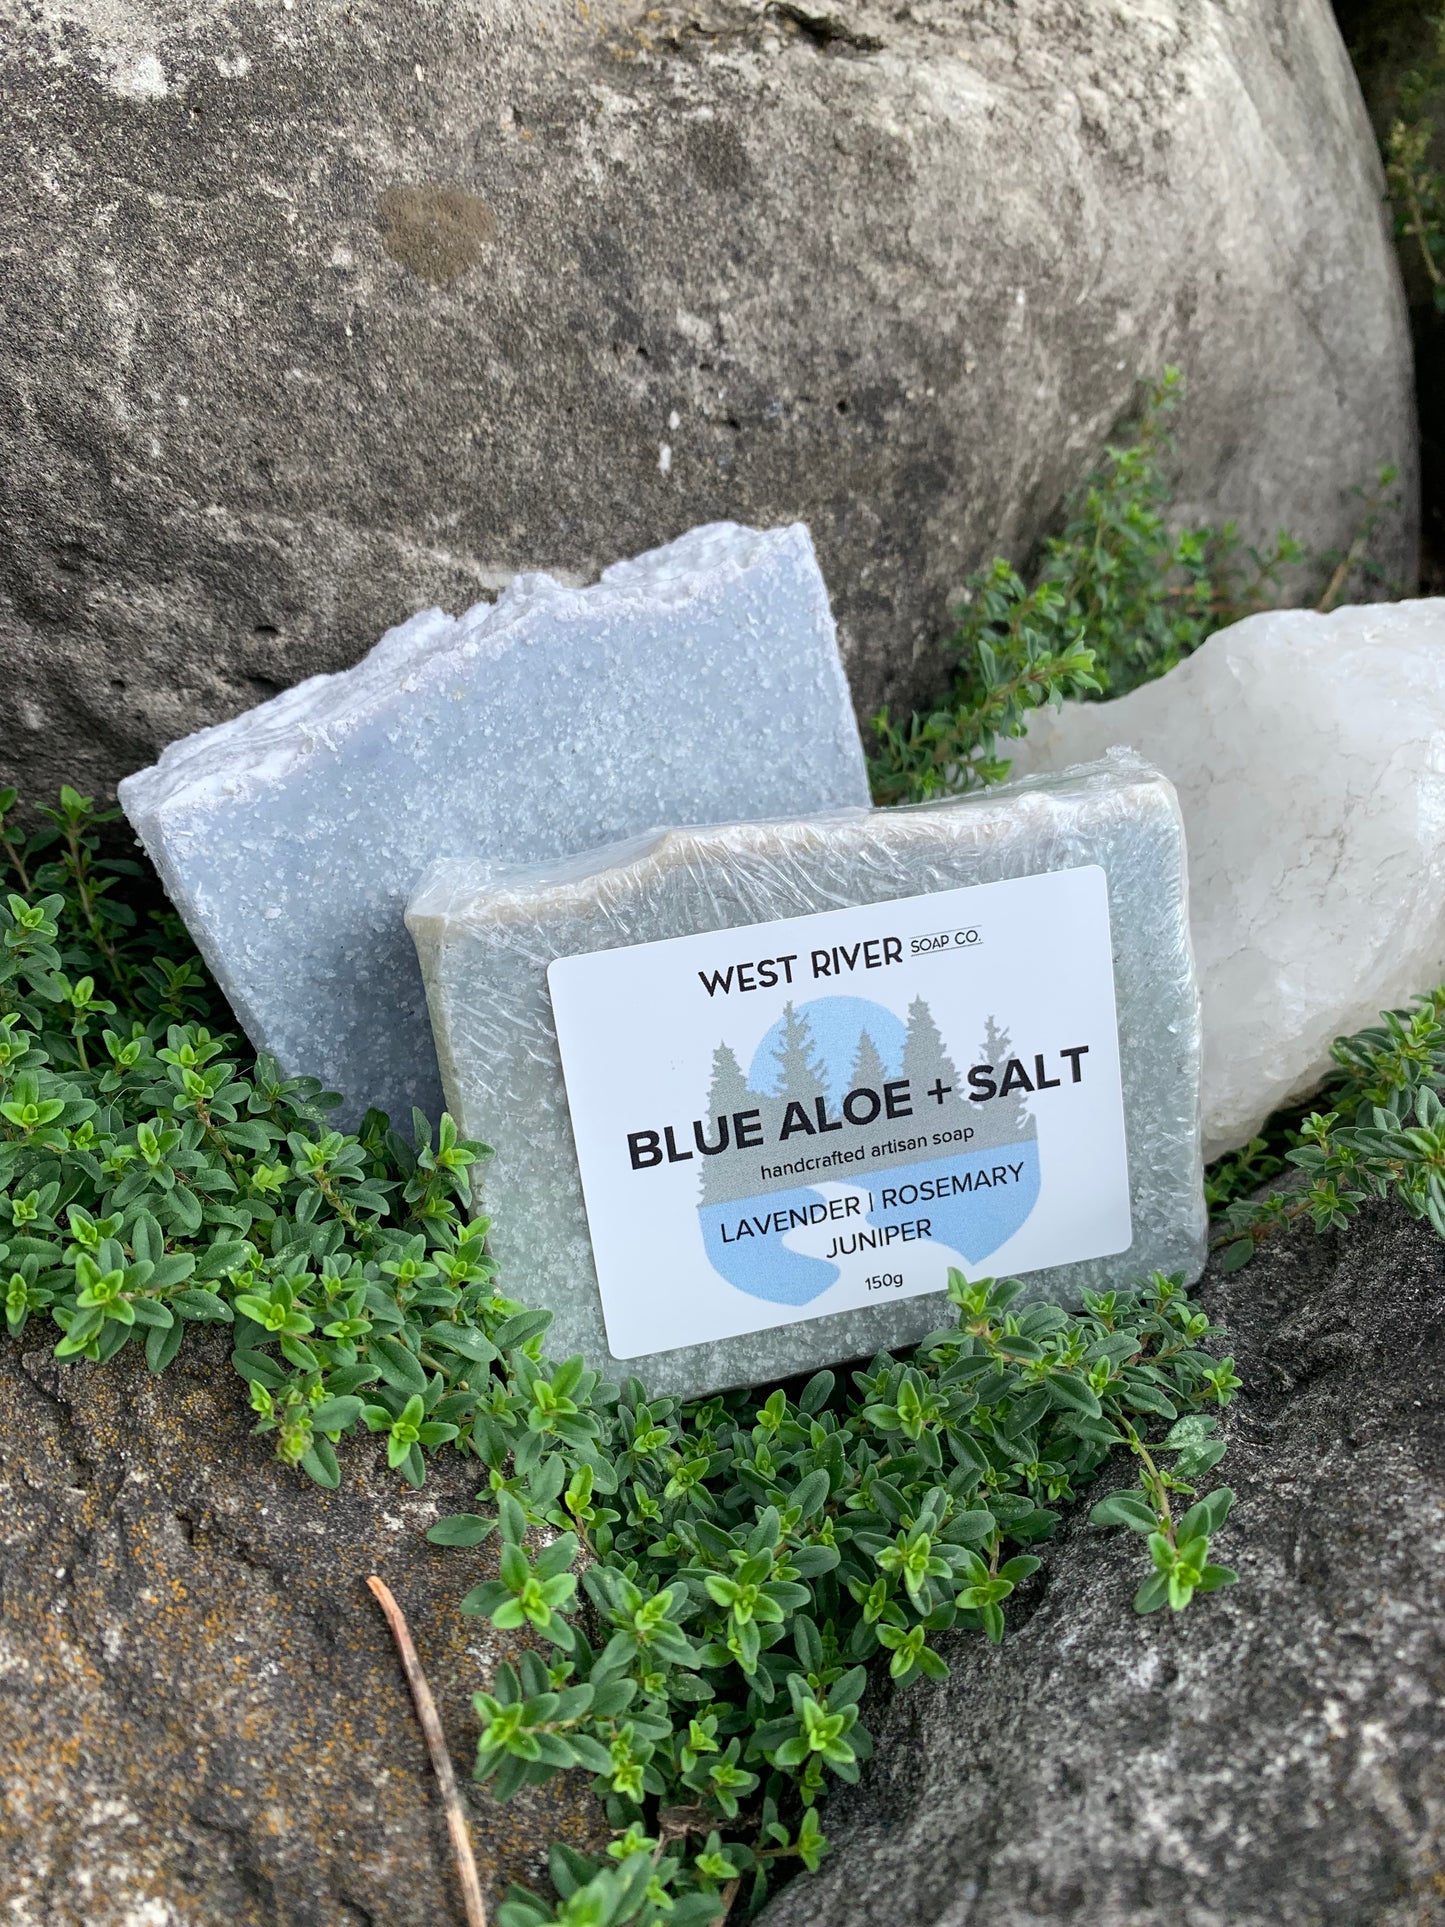 WEST RIVER SOAP CO.
BLUE ALOE + SALT
handcrafted artisan soap
LAVENDER | ROSEMARY
JUNIPER
150g